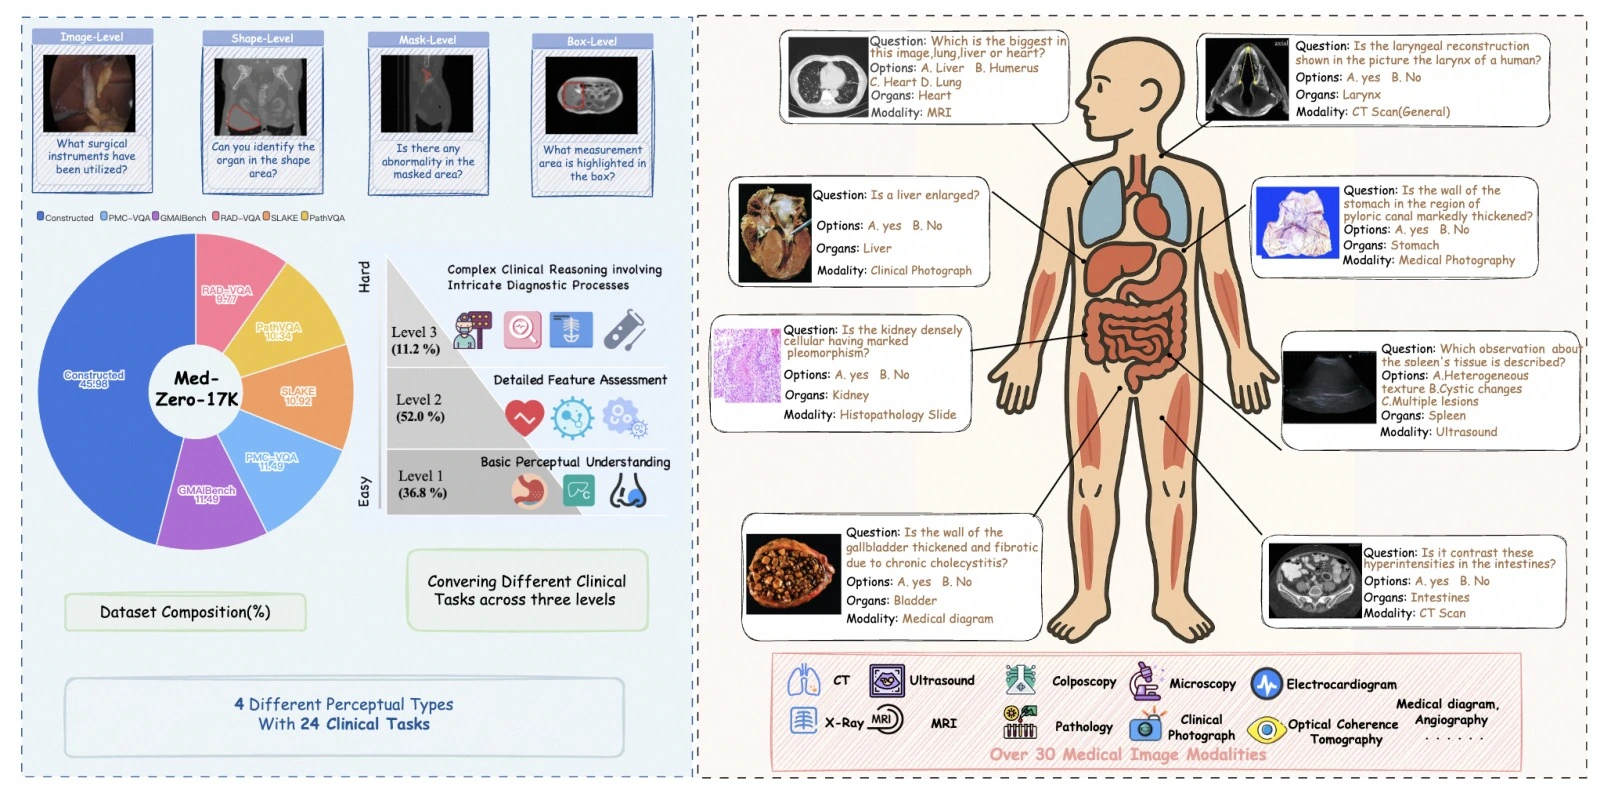 Image-Level
What surgical
instruments have
been utilized?
Shape-Level
Can you identify the
organ in the shape
area?
Mask-Level
Is there any
abnormality in the
masked area?
Box-Level
What measurement
area is highlighted in
the box?
Constructed PMC-VQA GMAIBench RAD-VQA SLAKE PathVQA
RAD-VQA
9.77
PathVQA
10.34
SLAKE
10.92
PMC-VQA
11.49
GMAIBench
11.49
Constructed
45.98
Med-
Zero-17K
Hard
Easy
Complex Clinical Reasoning involving
Intricate Diagnostic Processes
Level 3
(11.2 %)
Detailed Feature Assessment
Level 2
(52.0 %)
Basic Perceptual Understanding
Level 1
(36.8 %)
C
Dataset Composition(%)
Convering Different Clinical
Tasks across three levels
4 Different Perceptual Types
With 24 Clinical Tasks
Question: Which is the biggest in
this image,lung,liver or heart?
Options: A. Liver B. Humerus
C. Heart D. Lung
Organs: Heart
Modality: MRI
axial
Question: Is the laryngeal reconstruction
shown in the picture the larynx of a human?
Options: A. yes B. No
Organs: Larynx
Modality: CT Scan(General)
Question: Is a liver enlarged?
Options: A. yes B. No
Organs: Liver
Modality: Clinical Photograph
Question: Is the wall of the
stomach in the region of
pyloric canal markedly thickened?
Options: A. yes B. No
Organs: Stomach
Modality: Medical Photography
Question: Is the kidney densely
cellular having marked
pleomorphism?
Options: A. yes B. No
Organs: Kidney
Modality: Histopathology Slide
Question: Which observation about
the spleen's tissue is described?
Options: A.Heterogeneous
texture B.Cystic changes
C.Multiple lesions
Organs: Spleen
Modality: Ultrasound
Question: Is the wall of the
gallbladder thickened and fibrotic
due to chronic cholecystitis?
Options: A. yes B. No
Organs: Bladder
Modality: Medical diagram
Question: Is it contrast these
hyperintensities in the intestines?
Options: A. yes B. No
Organs: Intestines
Modality: CT Scan
CT
Ultrasound
Colposcopy
Microscopy
Electrocardiogram
X-Ray
MRI
MRI
Pathology
Clinical
Photograph
Optical Coherence
Tomography
Medical diagram,
Angiography
. . . . . .
Over 30 Medical Image Modalities